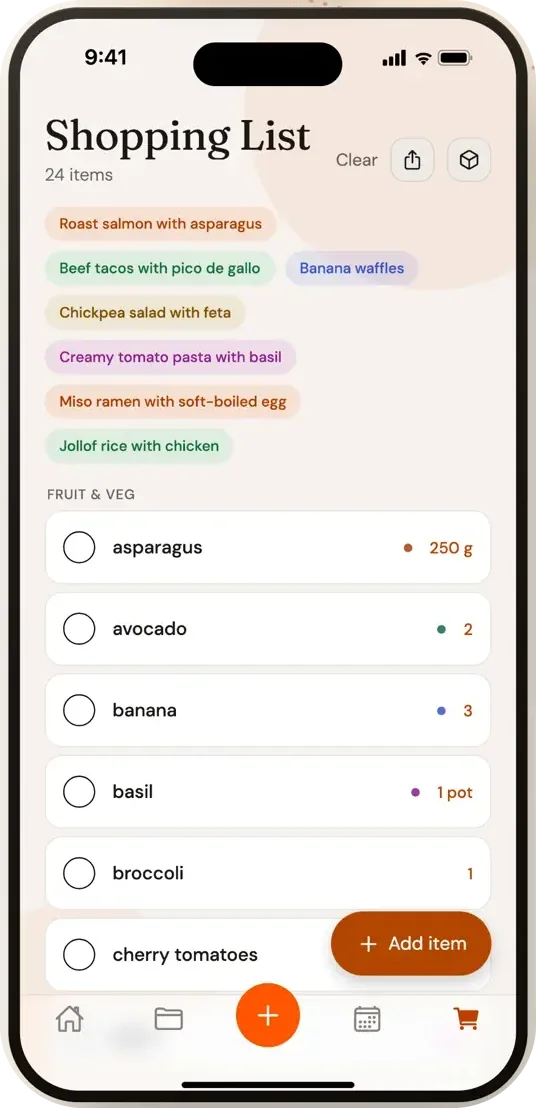 9:41
Shopping List
24 items
Clear
Roast salmon with asparagus
Beef tacos with pico de gallo
Banana waffles
Chickpea salad with feta
Creamy tomato pasta with basil
Miso ramen with soft-boiled egg
Jollof rice with chicken
FRUIT & VEG
asparagus 250 g
avocado 2
banana 3
basil 1 pot
broccoli 1
cherry tomatoes
+ Add item